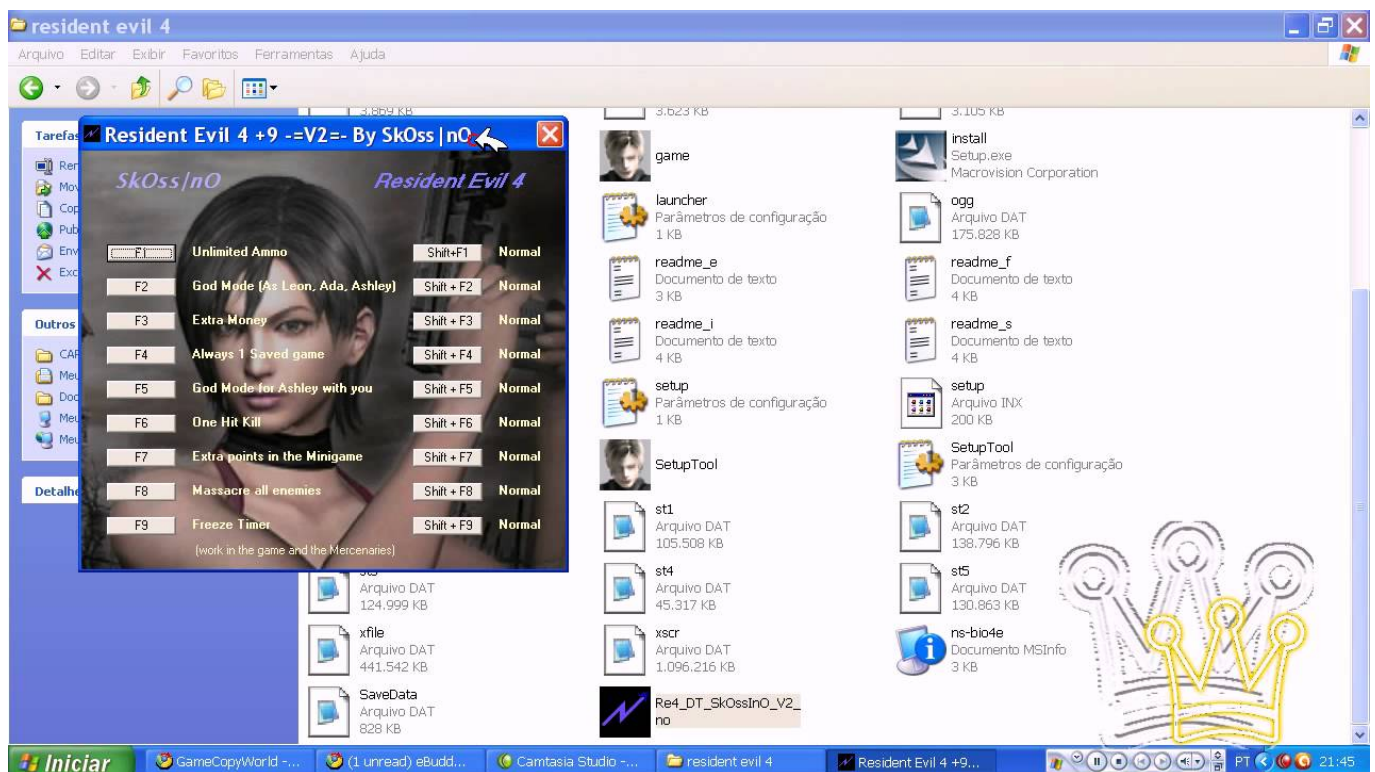 resident evil 4
Arquivo Editar Exibir Favoritos Ferramentas Ajuda
3.869 KB
3.623 KB
3.105 KB
Tarefas
Outros
Detalhe
Resident Evil 4 +9 -=V2=- By SkOss|nO
SkOss/nO
Resident Evil 4
F1 Unlimited Ammo Shift+F1 Normal
F2 God Mode (As Leon, Ada, Ashley) Shift + F2 Normal
F3 Extra Money Shift + F3 Normal
F4 Always 1 Saved game Shift + F4 Normal
F5 God Mode for Ashley with you Shift + F5 Normal
F6 One Hit Kill Shift + F6 Normal
F7 Extra points in the Minigame Shift + F7 Normal
F8 Massacre all enemies Shift + F8 Normal
F9 Freeze Timer Shift + F9 Normal
(work in the game and the Mercenaries)
game
install
Setup.exe
Macrovision Corporation
launcher
Parâmetros de configuração
1 KB
ogg
Arquivo DAT
175.828 KB
readme_e
Documento de texto
3 KB
readme_f
Documento de texto
4 KB
readme_i
Documento de texto
4 KB
readme_s
Documento de texto
4 KB
setup
Parâmetros de configuração
1 KB
setup
Arquivo INX
200 KB
SetupTool
SetupTool
Parâmetros de configuração
3 KB
st1
Arquivo DAT
105.508 KB
st2
Arquivo DAT
138.796 KB
Arquivo DAT
124.999 KB
st4
Arquivo DAT
45.317 KB
st5
Arquivo DAT
130.863 KB
xfile
Arquivo DAT
441.542 KB
xscr
Arquivo DAT
1.096.216 KB
ns-bio4e
Documento MSInfo
3 KB
SaveData
Arquivo DAT
828 KB
Re4_DT_SkOssInO_V2_
no
Iniciar
GameCopyWorld -...
(1 unread) eBudd...
Camtasia Studio -...
resident evil 4
Resident Evil 4 +9...
PT
21:45